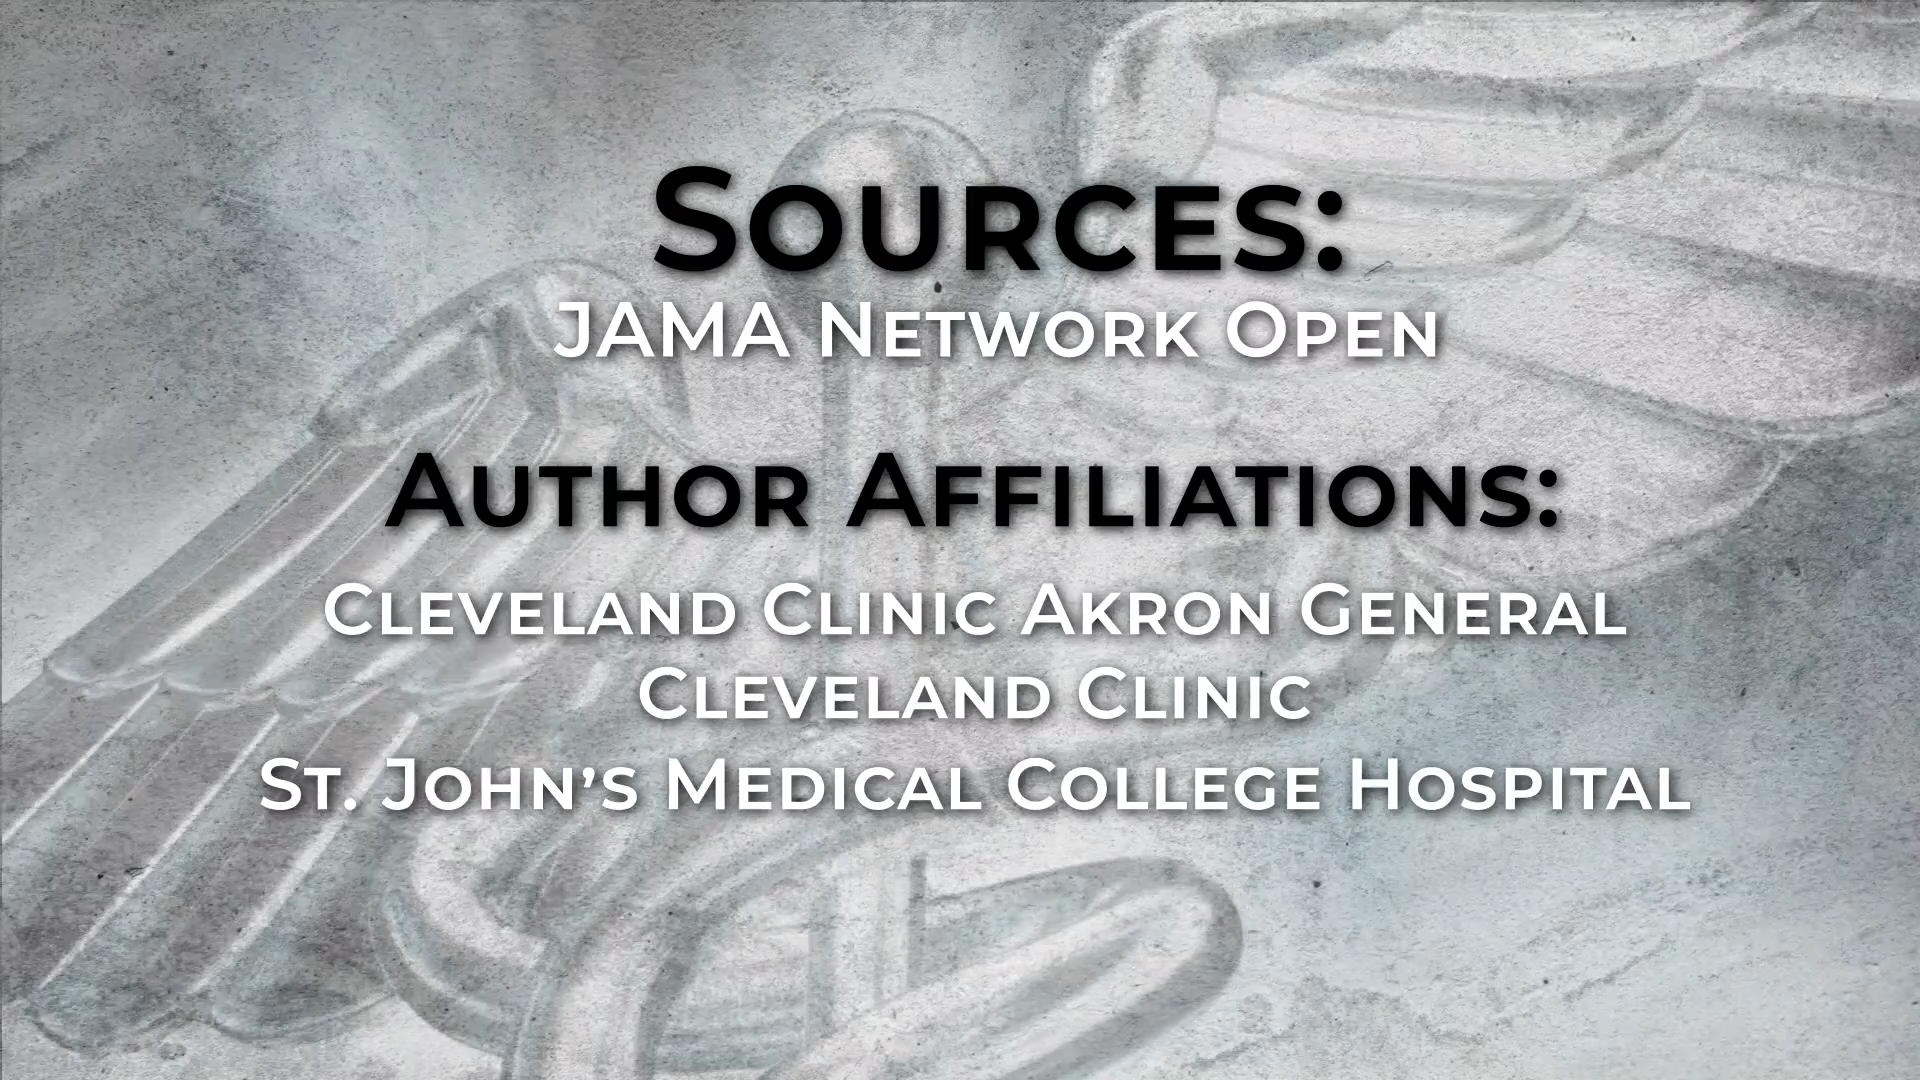 Sources:
JAMA Network Open
Author Affiliations:
Cleveland Clinic Akron General
Cleveland Clinic
St. John's Medical College Hospital